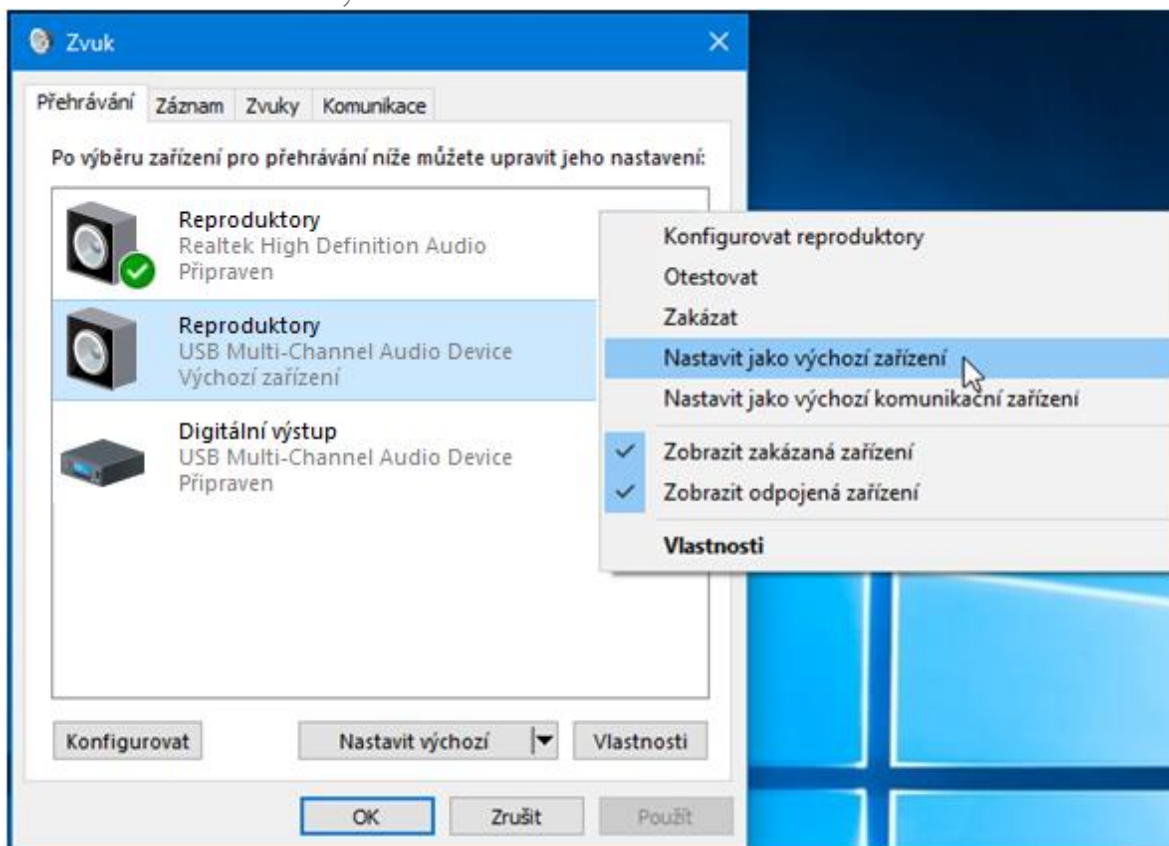 Zvuk
Přehrávání Záznam Zvuky Komunikace
Po výběru zařízení pro přehrávání níže můžete upravit jeho nastavení:
Reproduktory
Realtek High Definition Audio
Připraven
Reproduktory
USB Multi-Channel Audio Device
Výchozí zařízení
Digitální výstup
USB Multi-Channel Audio Device
Připraven
Konfigurovat reproduktory
Otestovat
Zakázat
Nastavit jako výchozí zařízení
Nastavit jako výchozí komunikační zařízení
Zobrazit zakázaná zařízení
Zobrazit odpojená zařízení
Vlastnosti
Konfigurovat Nastavit výchozí Vlastnosti
OK Zrušit Použít